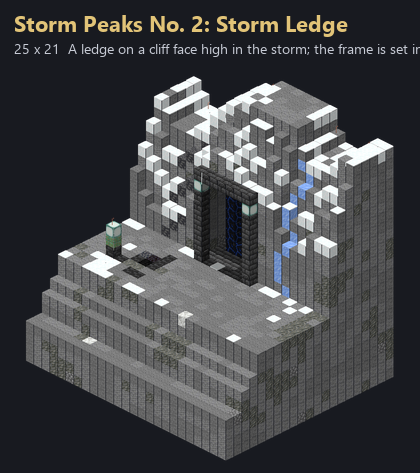 Storm Peaks No. 2: Storm Ledge
25 x 21  A ledge on a cliff face high in the storm; the frame is set